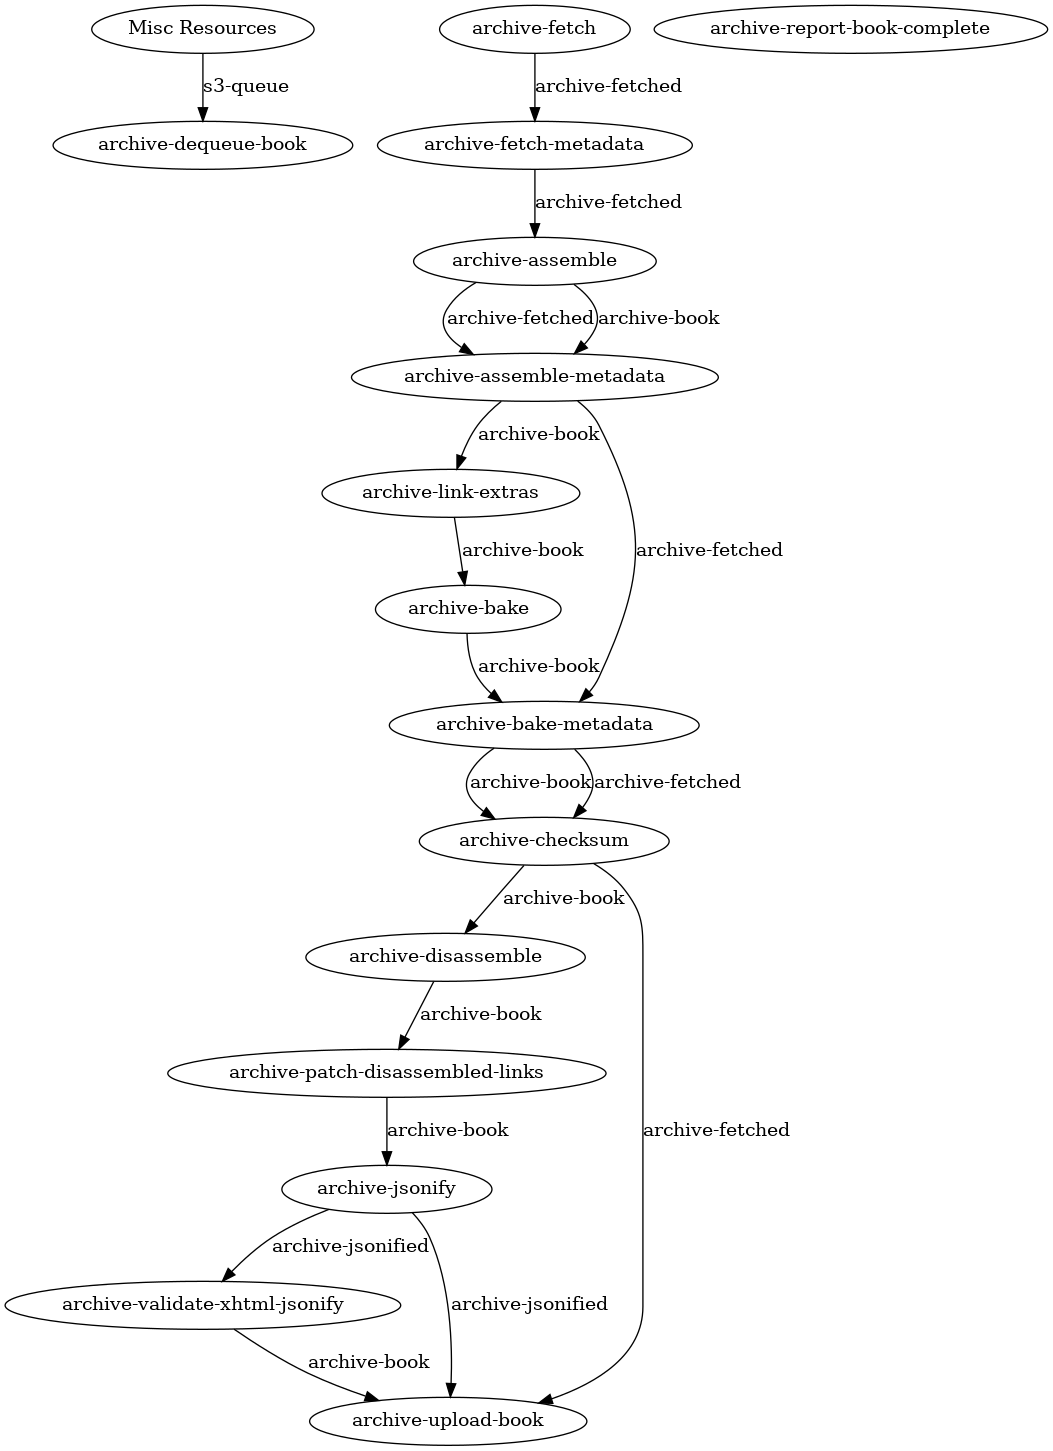 Misc Resources
archive-fetch
archive-report-book-complete
s3-queue
archive-fetched
archive-dequeue-book
archive-fetch-metadata
archive-fetched
archive-assemble
archive-fetched
archive-book
archive-assemble-metadata
archive-book
archive-link-extras
archive-book
archive-fetched
archive-bake
archive-book
archive-bake-metadata
archive-book
archive-fetched
archive-checksum
archive-book
archive-disassemble
archive-book
archive-patch-disassembled-links
archive-book
archive-fetched
archive-jsonify
archive-jsonified
archive-validate-xhtml-jsonify
archive-jsonified
archive-book
archive-upload-book